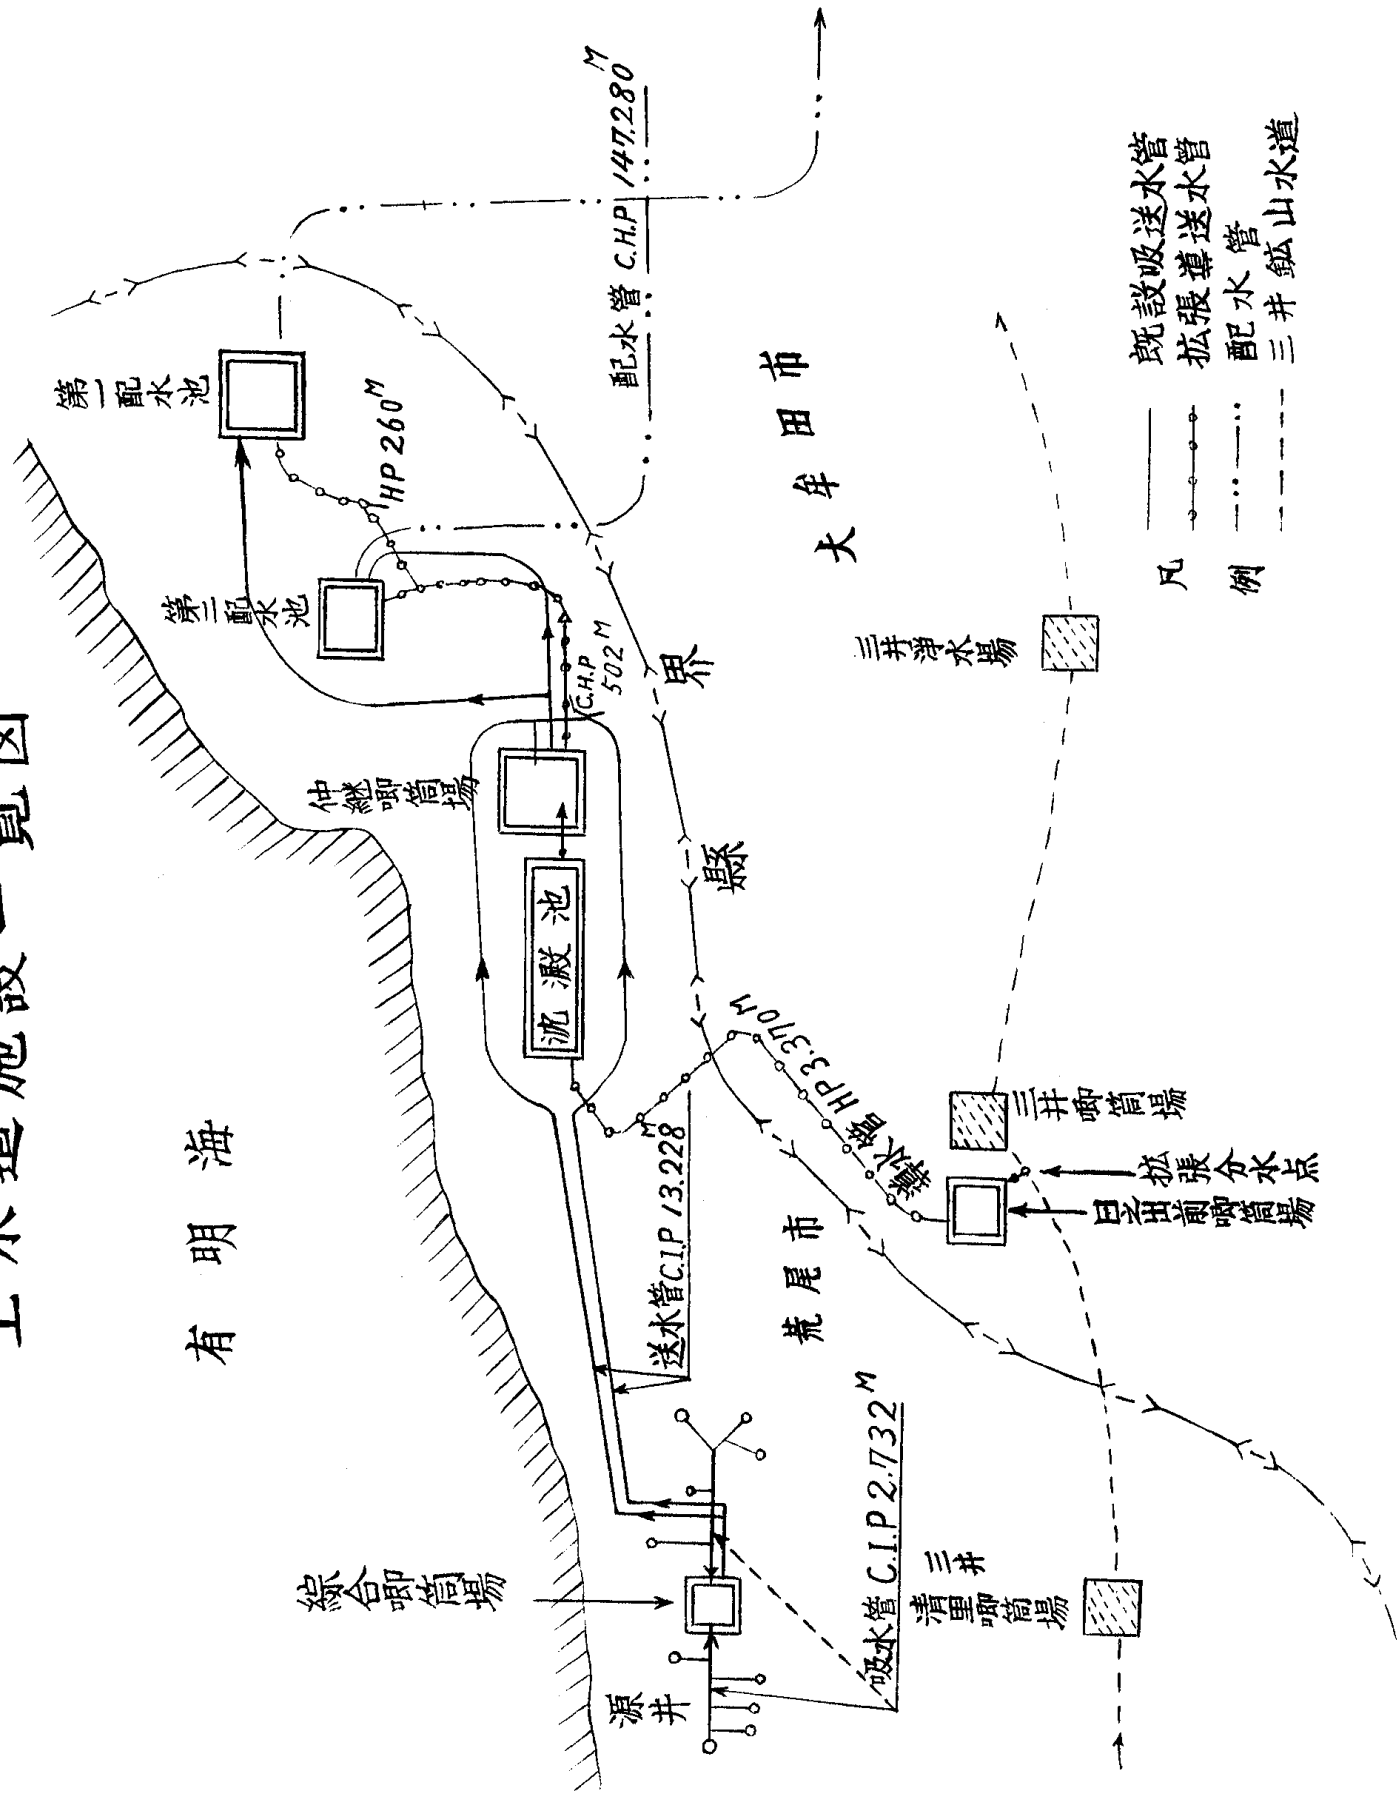 上水道施設一覧図
有明海
第一配水池
第二配水池
HP 260M
配水管 C.H.P 147.280M
仲継喞筒場
C.H.P
502M
沈澱池
縣界
大牟田市
荒尾市
送水管 C.I.P 13.228M
導水管 HP 3.370M
綜合喞筒場
源井
吸水管 C.I.P 2.732M
三井
清里喞筒場
三井喞筒場
拡張分水点
日之出前喞筒場
三井浄水場
凡例
既設吸送水管
拡張導送水管
配水管
三井鉱山水道